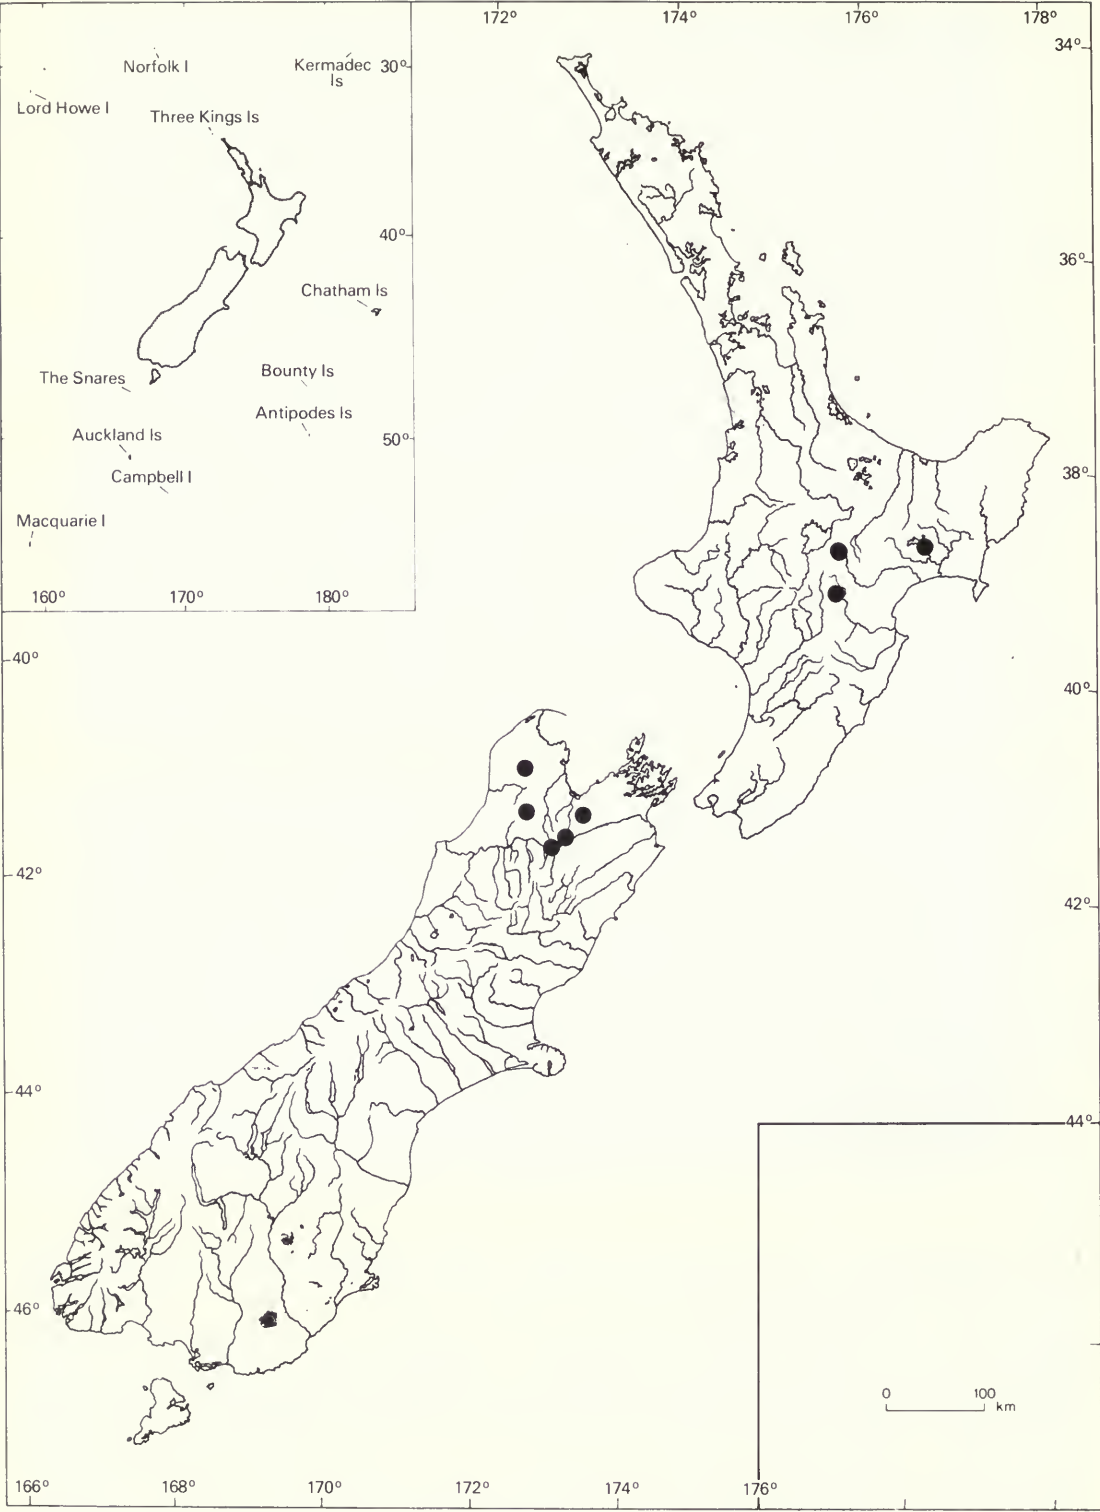 172° 174° 176° 178°
34°
Norfolk I
Kermadec 30°
Is
Lord Howe I
Three Kings Is
40°
36°
Chatham Is
The Snares
Bounty Is
Antipodes Is
Auckland Is
50°
Campbell I
38°
Macquarie I
160° 170° 180°
40°
40°
42°
42°
44°
44°
46°
0 100
km
166° 168° 170° 172° 174° 176°